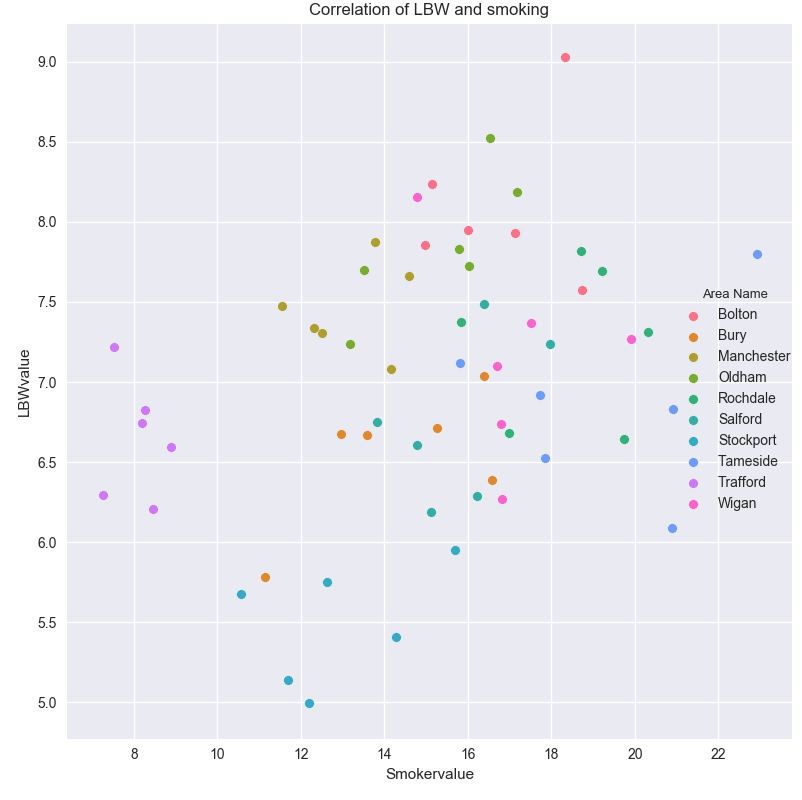 Correlation of LBW and smoking
9.0
8.5
8.0
7.5
7.0
6.5
6.0
5.5
5.0
LBWvalue
Area Name
Bolton
Bury
Manchester
Oldham
Rochdale
Salford
Stockport
Tameside
Trafford
Wigan
8 10 12 14 16 18 20 22
Smokervalue